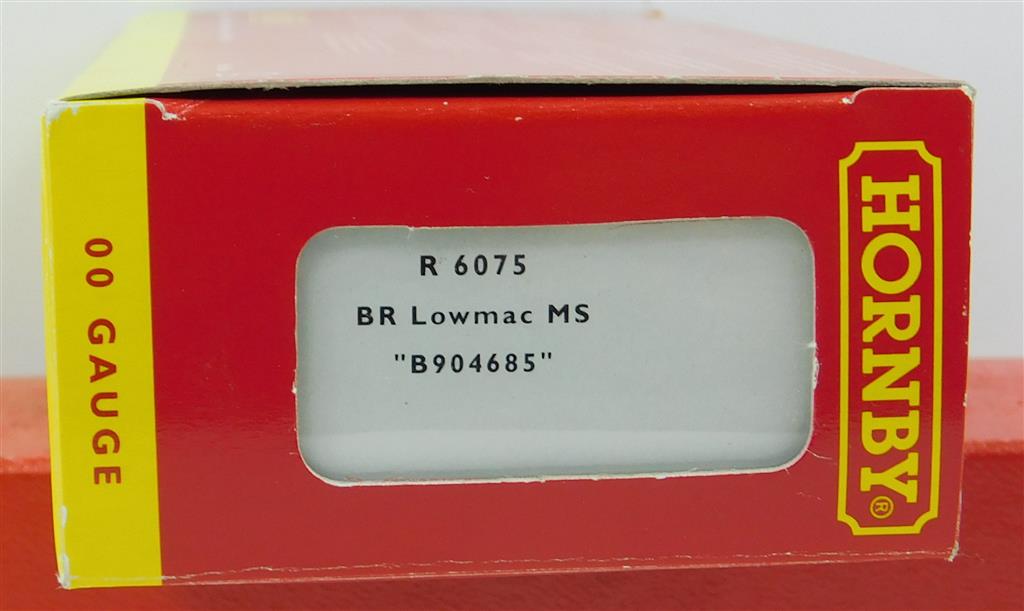 00 GAUGE
R 6075
BR Lowmac MS
"B904685"
HORNBY®